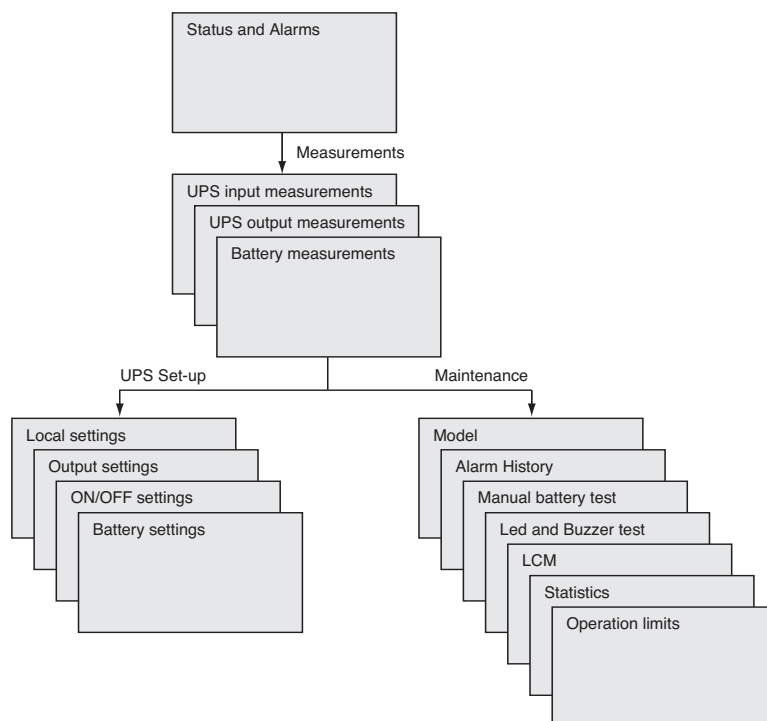 Status and Alarms
Measurements
UPS input measurements
UPS output measurements
Battery measurements
UPS Set-up
Maintenance
Local settings
Output settings
ON/OFF settings
Battery settings
Model
Alarm History
Manual battery test
Led and Buzzer test
LCM
Statistics
Operation limits